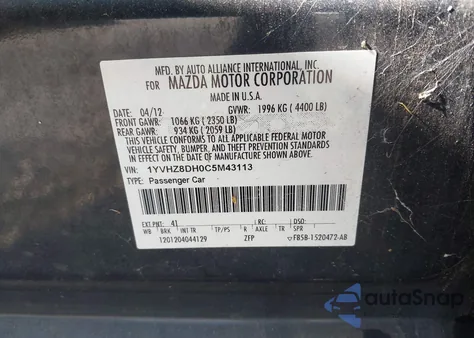 MFD. BY AUTO ALLIANCE INTERNATIONAL, INC.
FOR MAZDA MOTOR CORPORATION
MADE IN U.S.A.
DATE: 04/12 GVWR: 1996 KG ( 4400 LB)
FRONT GAWR: 1066 KG ( 2350 LB)
REAR GAWR: 934 KG ( 2059 LB)
THIS VEHICLE CONFORMS TO ALL APPLICABLE FEDERAL MOTOR
VEHICLE SAFETY, BUMPER, AND THEFT PREVENTION STANDARDS
IN EFFECT ON THE DATE OF MANUFACTURE SHOWN ABOVE.
VIN: 1YVHZ8DH0C5M43113
TYPE: Passenger Car
EXT PNT: 41 RC: DSO:
WB BRK INT TR TP/PS R AXLE TR SPR
1201204044129 ZFP FB5B-1520472-AB
autoSnap